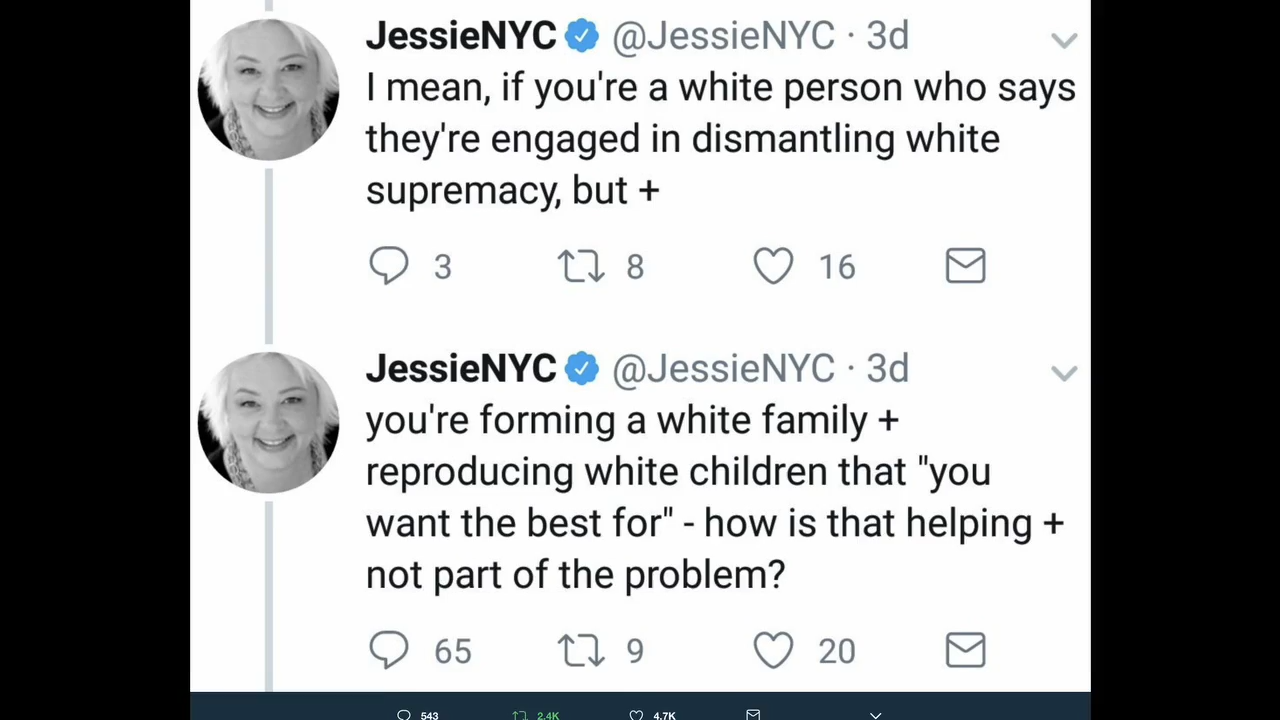 JessieNYC @JessieNYC · 3d
I mean, if you're a white person who says
they're engaged in dismantling white
supremacy, but +
3 8 16
JessieNYC @JessieNYC · 3d
you're forming a white family +
reproducing white children that "you
want the best for" - how is that helping +
not part of the problem?
65 9 20
543 2.4K 4.7K